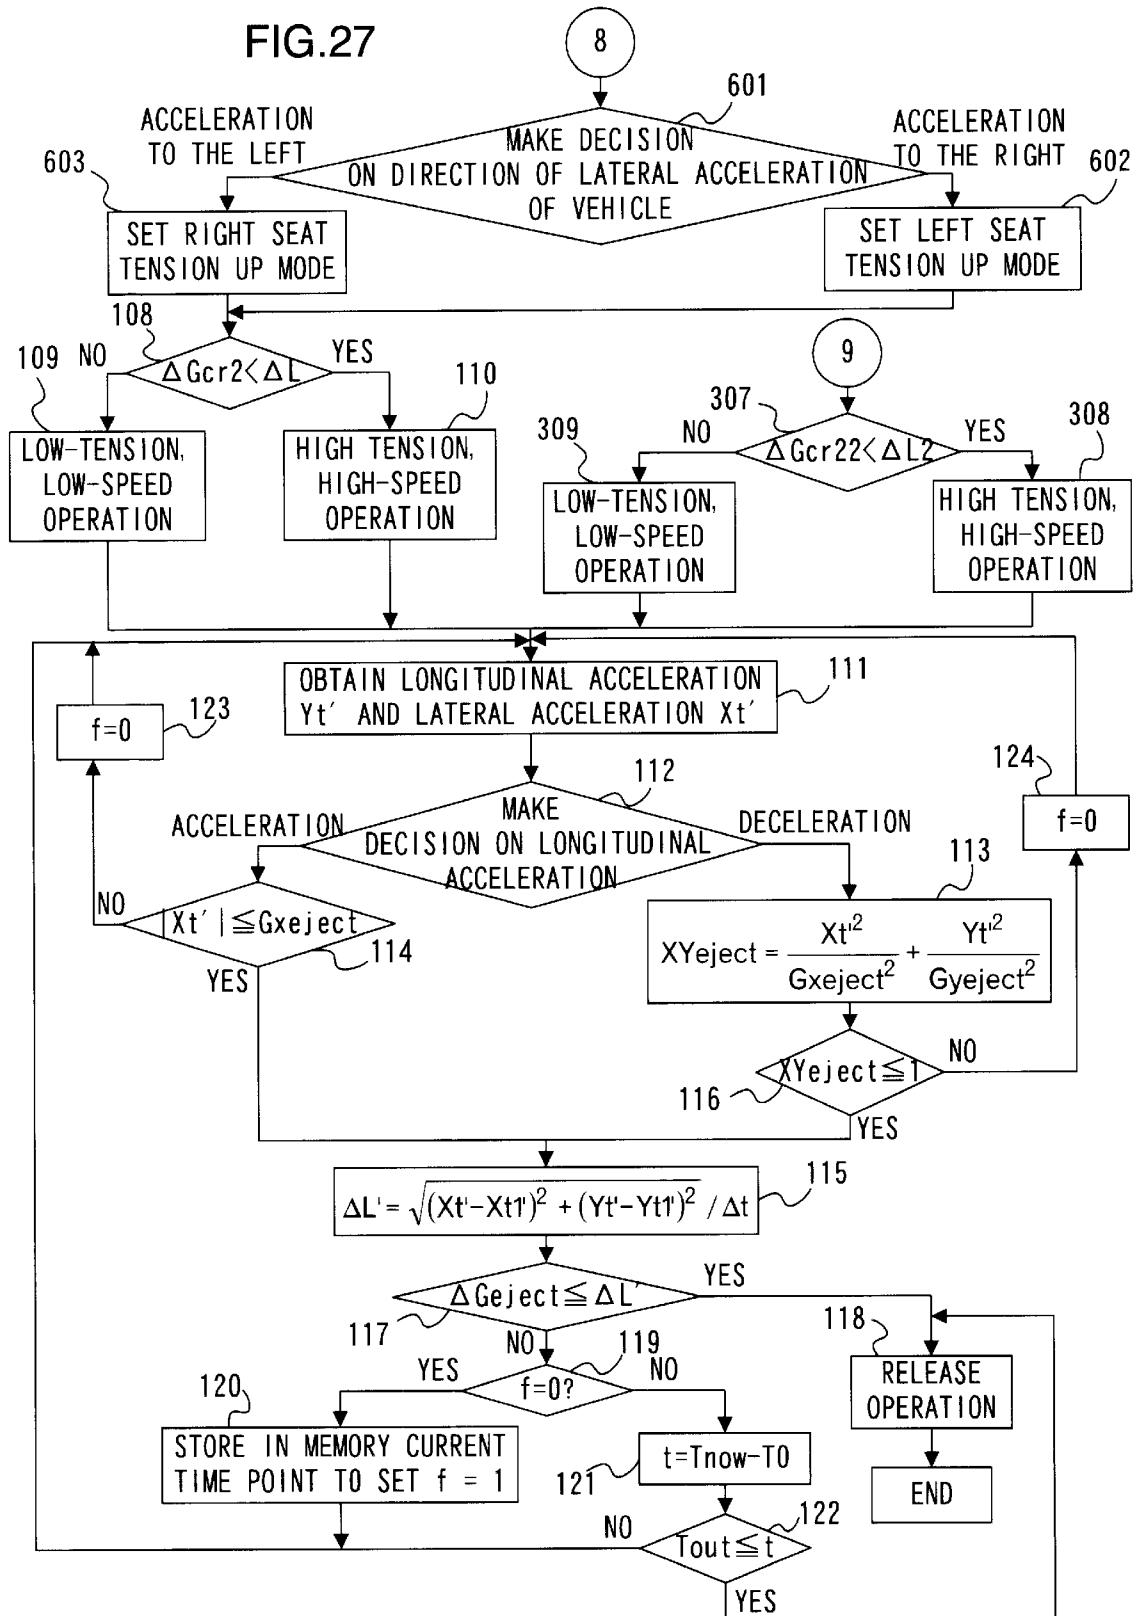 FIG.27
8
601
ACCELERATION
TO THE LEFT
MAKE DECISION
ON DIRECTION OF LATERAL ACCELERATION
OF VEHICLE
ACCELERATION
TO THE RIGHT
603
602
SET RIGHT SEAT
TENSION UP MODE
SET LEFT SEAT
TENSION UP MODE
108
109
NO
ΔGcr2<ΔL
YES
110
9
307
LOW-TENSION,
LOW-SPEED
OPERATION
HIGH TENSION,
HIGH-SPEED
OPERATION
309
NO
ΔGcr22<ΔL2
YES
308
LOW-TENSION,
LOW-SPEED
OPERATION
HIGH TENSION,
HIGH-SPEED
OPERATION
OBTAIN LONGITUDINAL ACCELERATION
Yt′ AND LATERAL ACCELERATION Xt′
111
f=0
123
112
124
f=0
ACCELERATION
MAKE
DECISION ON LONGITUDINAL
ACCELERATION
DECELERATION
113
NO
|Xt′|≦Gxeject
114
YES
XYeject = Xt'² / Gxeject² + Yt'² / Gyeject²
XYeject≦1
NO
116
YES
115
ΔL' = √(Xt'-Xt1')² + (Yt'-Yt1')² / Δt
ΔGeject≦ΔL′
YES
117
NO
118
119
YES
f=0?
NO
RELEASE
OPERATION
120
STORE IN MEMORY CURRENT
TIME POINT TO SET f = 1
t=Tnow-T0
121
END
122
NO
Tout≦t
YES